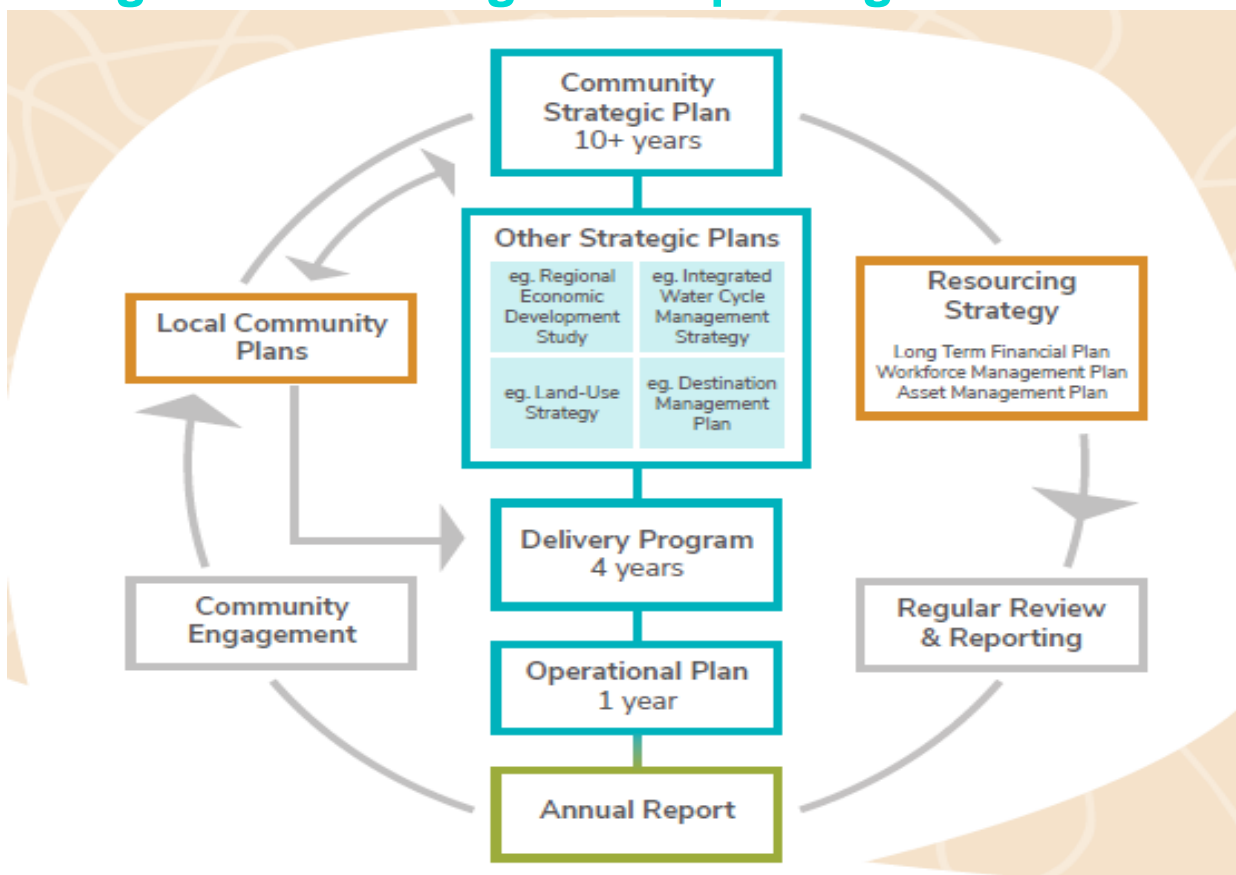 Community
Strategic Plan
10+ years
Other Strategic Plans
eg. Regional
Economic
Development
Study
eg. Integrated
Water Cycle
Management
Strategy
eg. Land-Use
Strategy
eg. Destination
Management
Plan
Local Community
Plans
Resourcing
Strategy
Long Term Financial Plan
Workforce Management Plan
Asset Management Plan
Delivery Program
4 years
Community
Engagement
Regular Review
& Reporting
Operational Plan
1 year
Annual Report